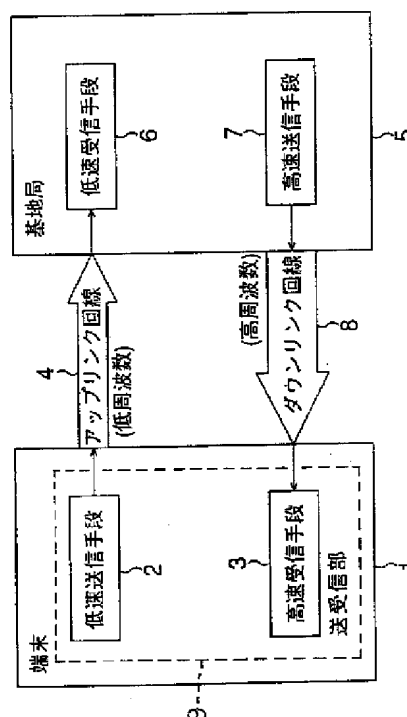 端末
低速送信手段
2
3
高速受信手段
送受信部
9
1
4
アップリンク回線
(低周波数)
(高周波数)
ダウンリンク回線
8
基地局
低速受信手段
6
7
高速送信手段
5